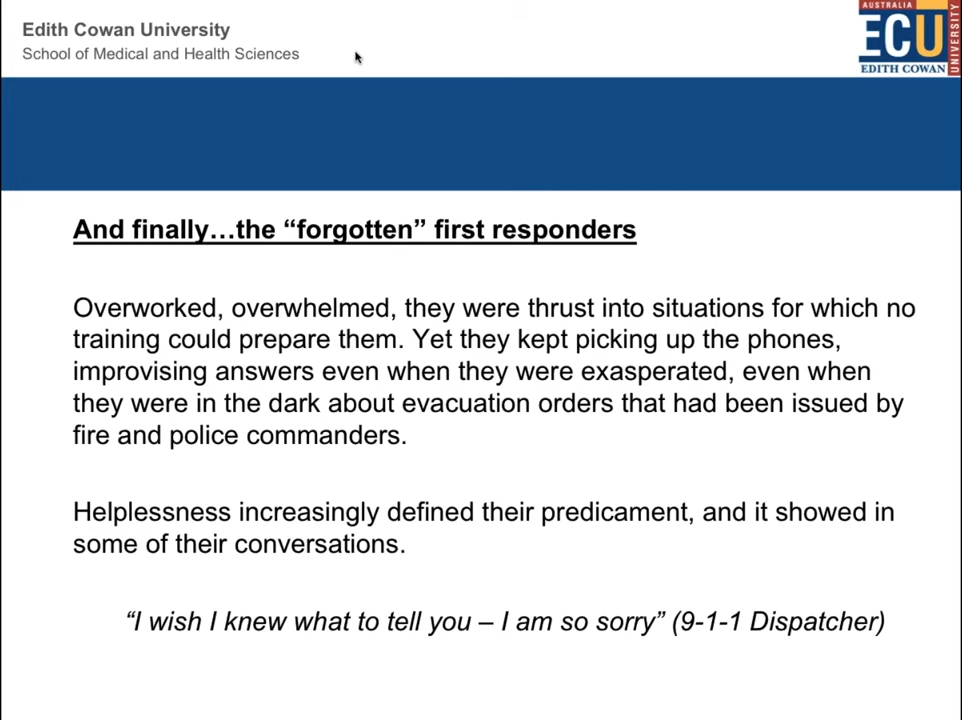 Edith Cowan University
School of Medical and Health Sciences
AUSTRALIA
ECU
EDITH COWAN
UNIVERSITY
And finally…the “forgotten” first responders
Overworked, overwhelmed, they were thrust into situations for which no
training could prepare them. Yet they kept picking up the phones,
improvising answers even when they were exasperated, even when
they were in the dark about evacuation orders that had been issued by
fire and police commanders.
Helplessness increasingly defined their predicament, and it showed in
some of their conversations.
“I wish I knew what to tell you – I am so sorry” (9-1-1 Dispatcher)